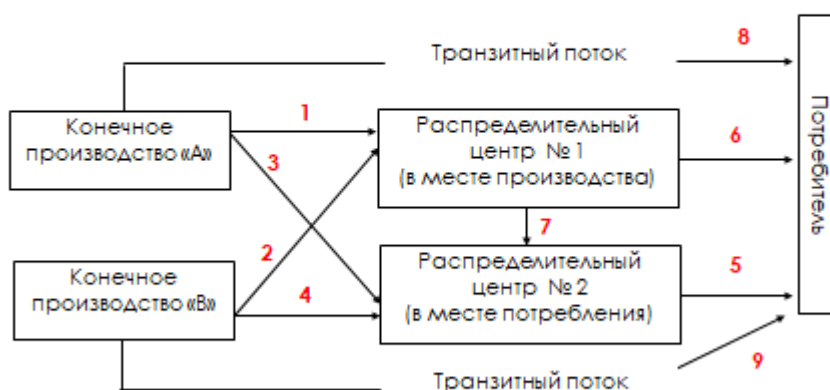 Транзитный поток
8
1
Конечное
производство «А»
Распределительный
центр № 1
(в месте производства)
6
Потребитель
3
7
2
Конечное
производство «В»
4
Распределительный
центр № 2
(в месте потребления)
5
9
Транзитный поток